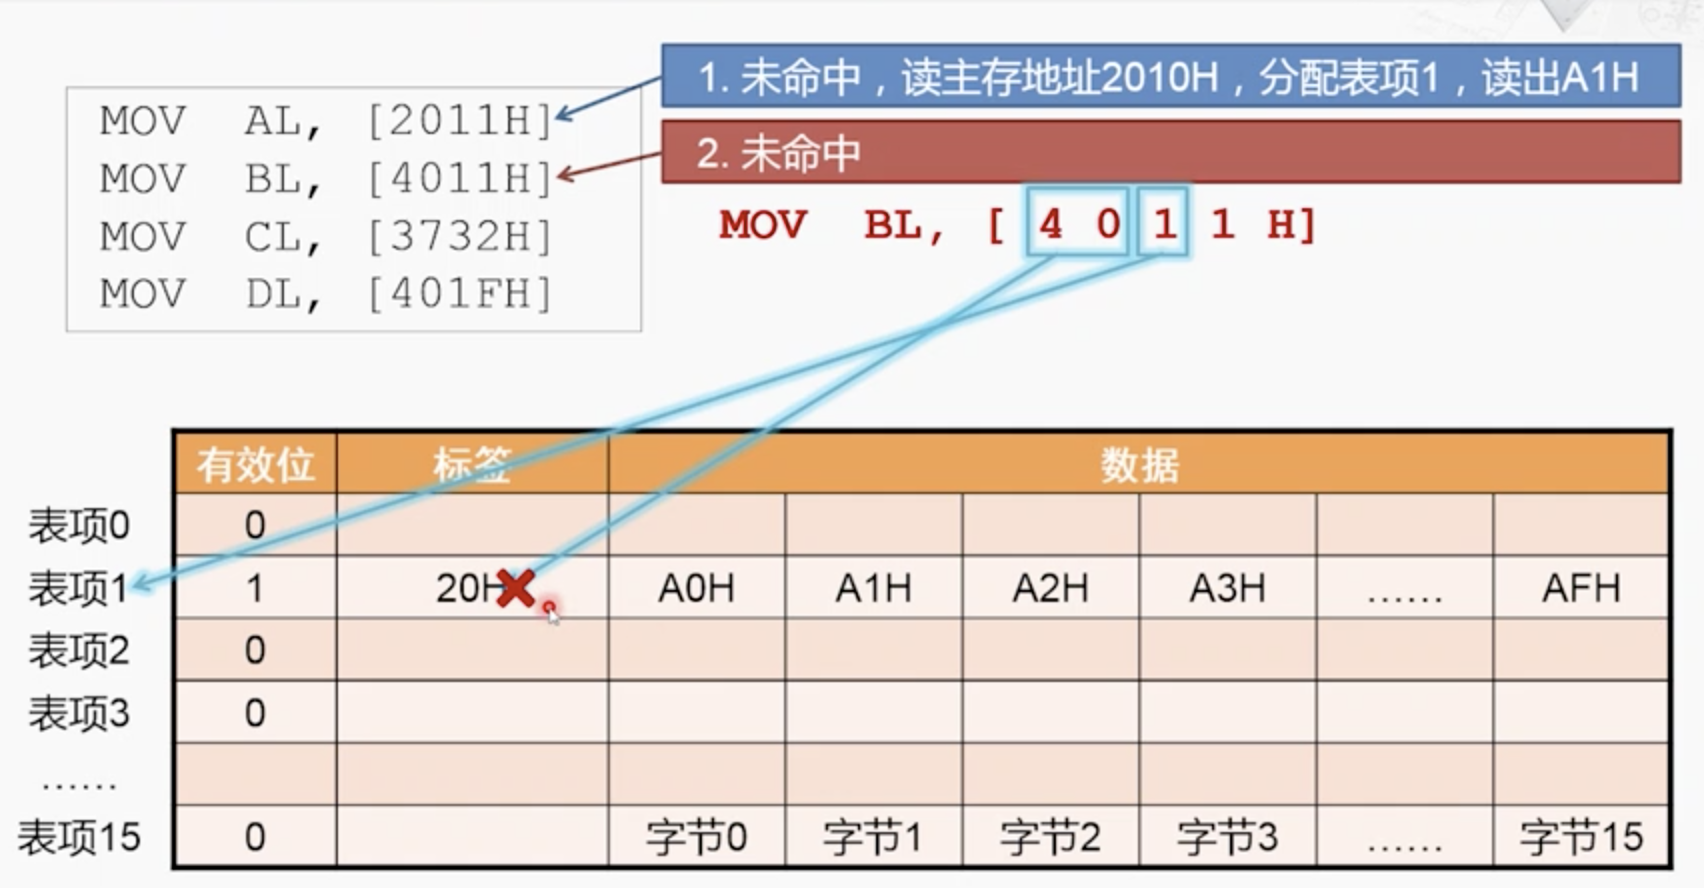 1. 未命中，读主存地址2010H，分配表项1，读出A1H
MOV AL, [2011H]
2. 未命中
MOV BL, [4011H]
MOV CL, [3732H]
MOV DL, [401FH]
MOV BL, [ 4 0 1 1 H]
有效位 标签 数据
表项0 0
表项1 1 20H A0H A1H A2H A3H …… AFH
表项2 0
表项3 0
……
表项15 0 字节0 字节1 字节2 字节3 …… 字节15